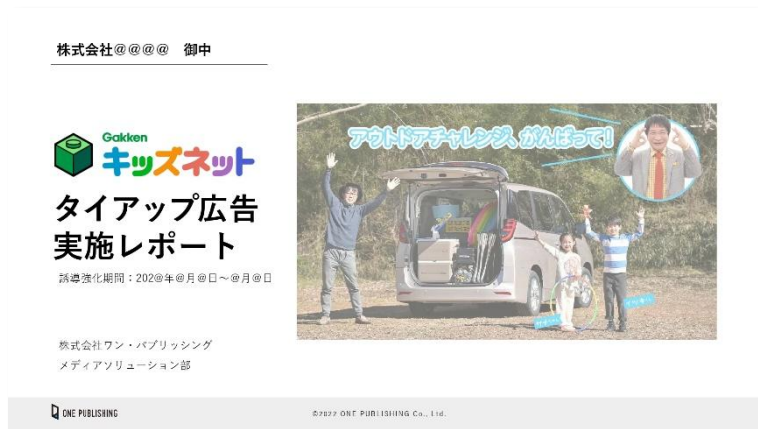 株式会社@@@@　御中
Gakken
キッズネット
タイアップ広告
実施レポート
誘導強化期間：202@年@月@日～@月@日
アウトドアチャレンジ、がんばって！
株式会社ワン・パブリッシング
メディアソリューション部
ONE PUBLISHING
©2022 ONE PUBLISHING Co., Ltd.